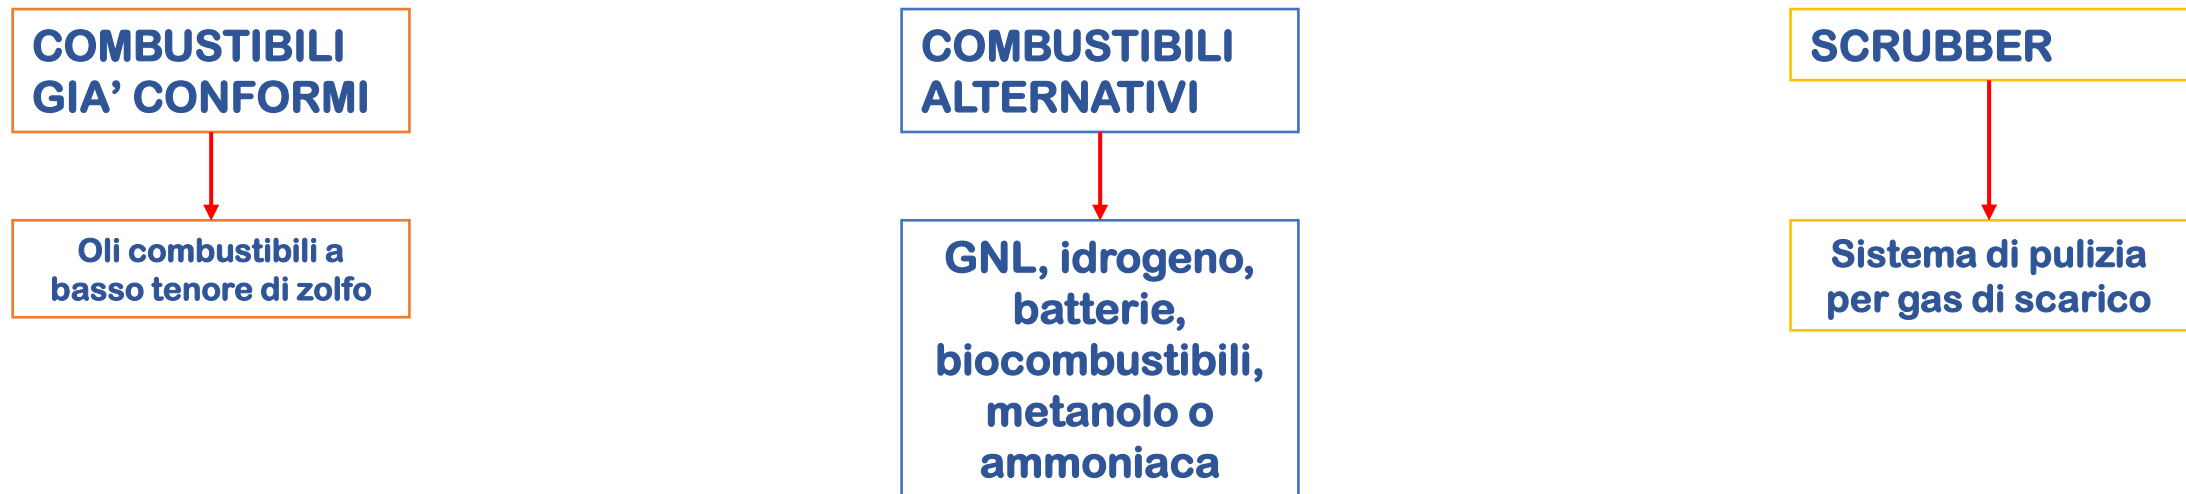 COMBUSTIBILI
GIA’ CONFORMI
Oli combustibili a
basso tenore di zolfo
COMBUSTIBILI
ALTERNATIVI
GNL, idrogeno,
batterie,
biocombustibili,
metanolo o
ammoniaca
SCRUBBER
Sistema di pulizia
per gas di scarico